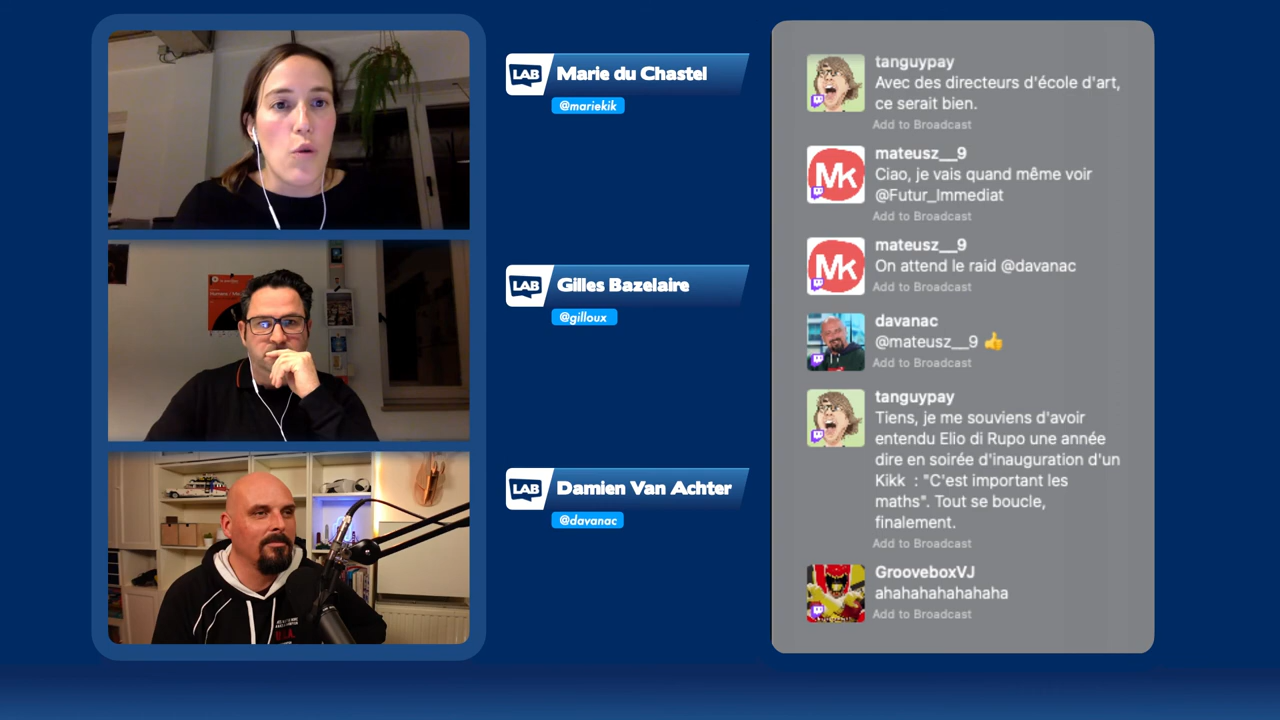 LAB
Marie du Chastel
@mariekik
LAB
Gilles Bazelaire
@gilloux
LAB
Damien Van Achter
@davanac
tanguypay
Avec des directeurs d'école d'art,
ce serait bien.
Add to Broadcast
Mk
mateusz__9
Ciao, je vais quand même voir
@Futur_Immediat
Add to Broadcast
Mk
mateusz__9
On attend le raid @davanac
Add to Broadcast
davanac
@mateusz__9 👍
Add to Broadcast
tanguypay
Tiens, je me souviens d'avoir
entendu Elio di Rupo une année
dire en soirée d'inauguration d'un
Kikk : "C'est important les
maths". Tout se boucle,
finalement.
Add to Broadcast
GrooveboxVJ
ahahahahahahaha
Add to Broadcast